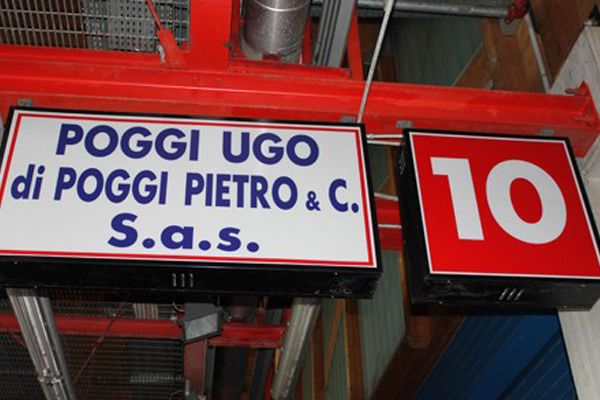 POGGI UGO
di POGGI PIETRO & C.
S.a.s.
10